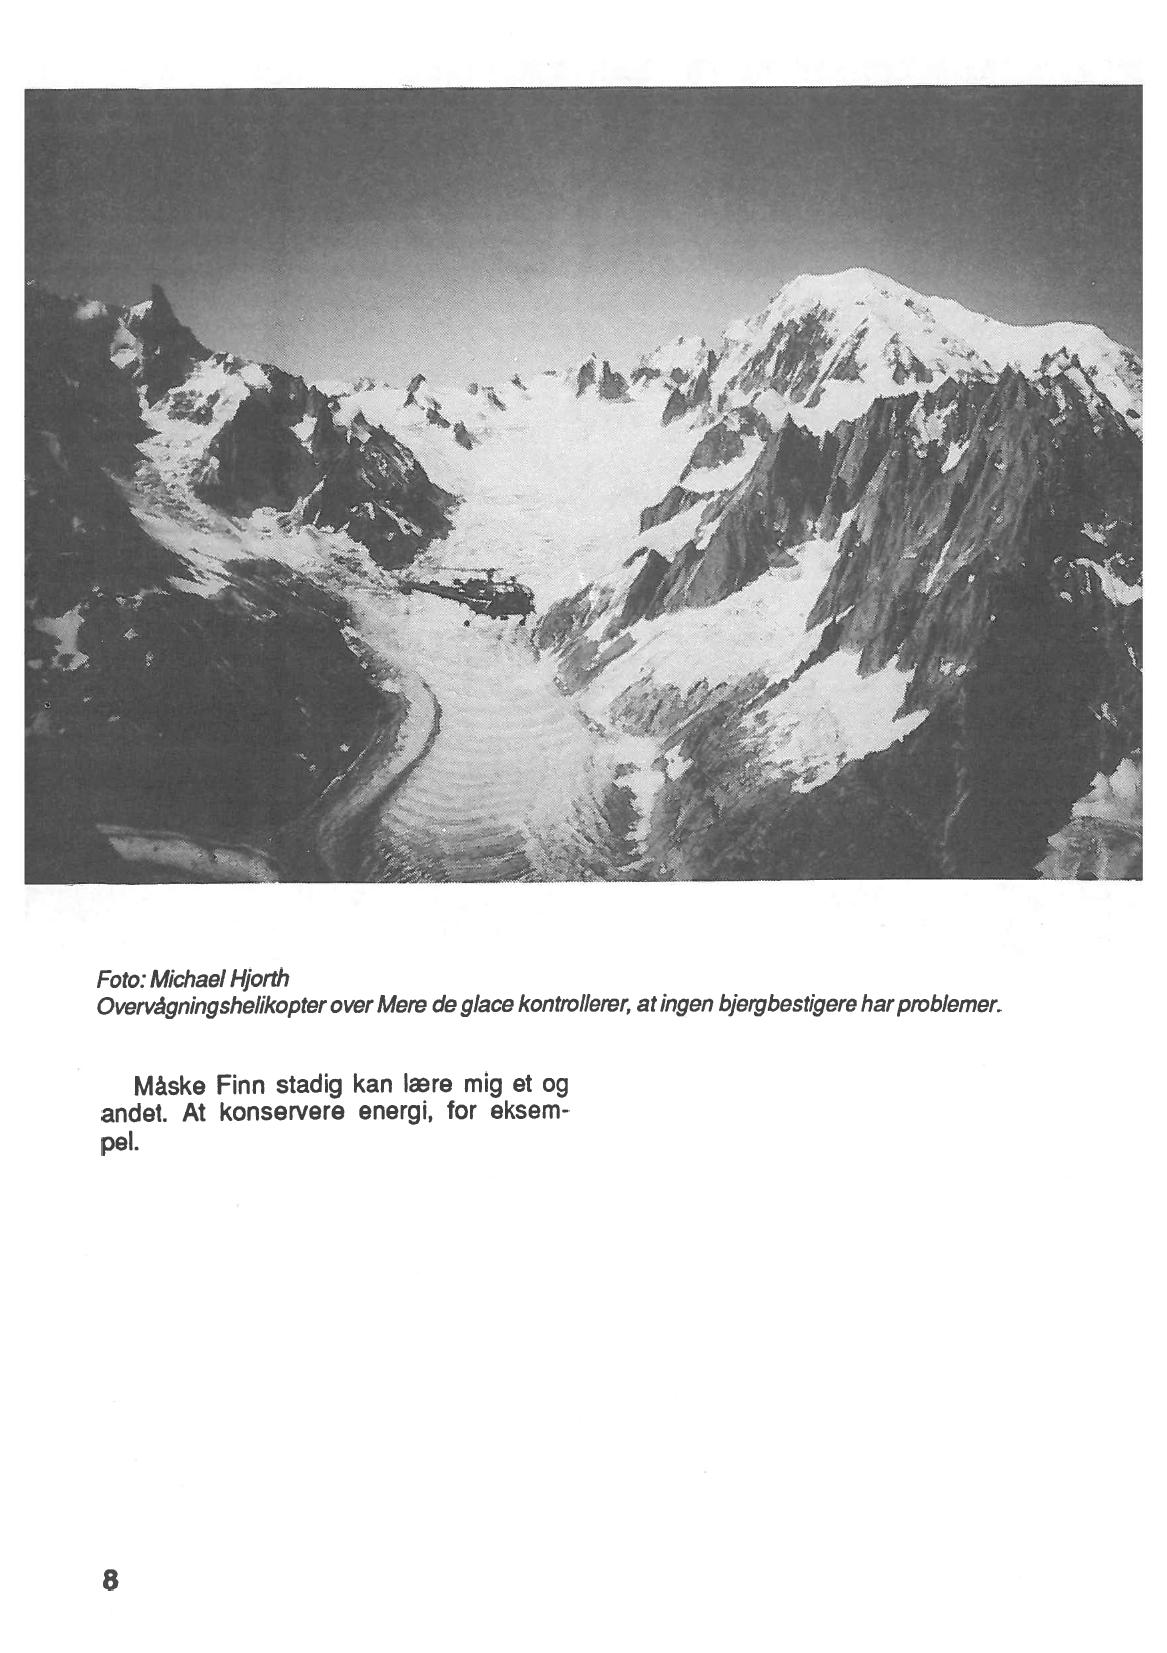 Foto: Michael Hjorth
Overvågningshelikopter over Mere de glace kontrollerer, at ingen bjergbestigere har problemer.
Måske Finn stadig kan lære mig et og
andet. At konservere energi, for eksem-
pel.
8